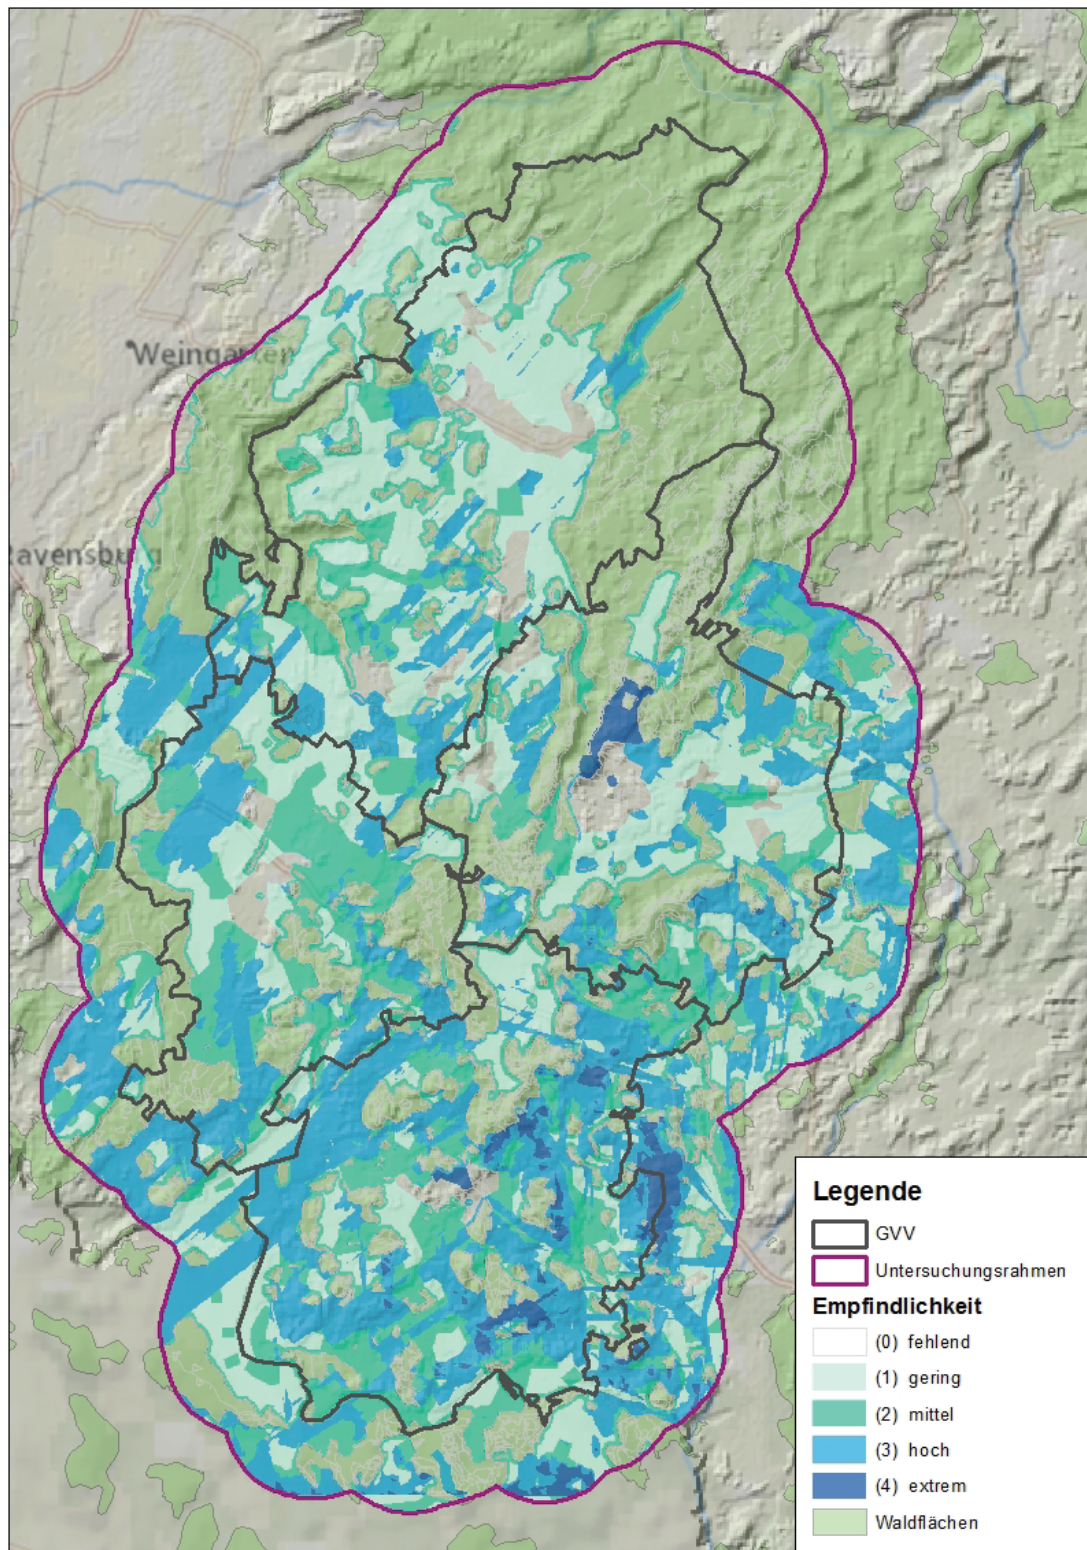 Weingarten
Ravensburg
Legende
GVV
Untersuchungsrahmen
Empfindlichkeit
(0) fehlend
(1) gering
(2) mittel
(3) hoch
(4) extrem
Waldflächen